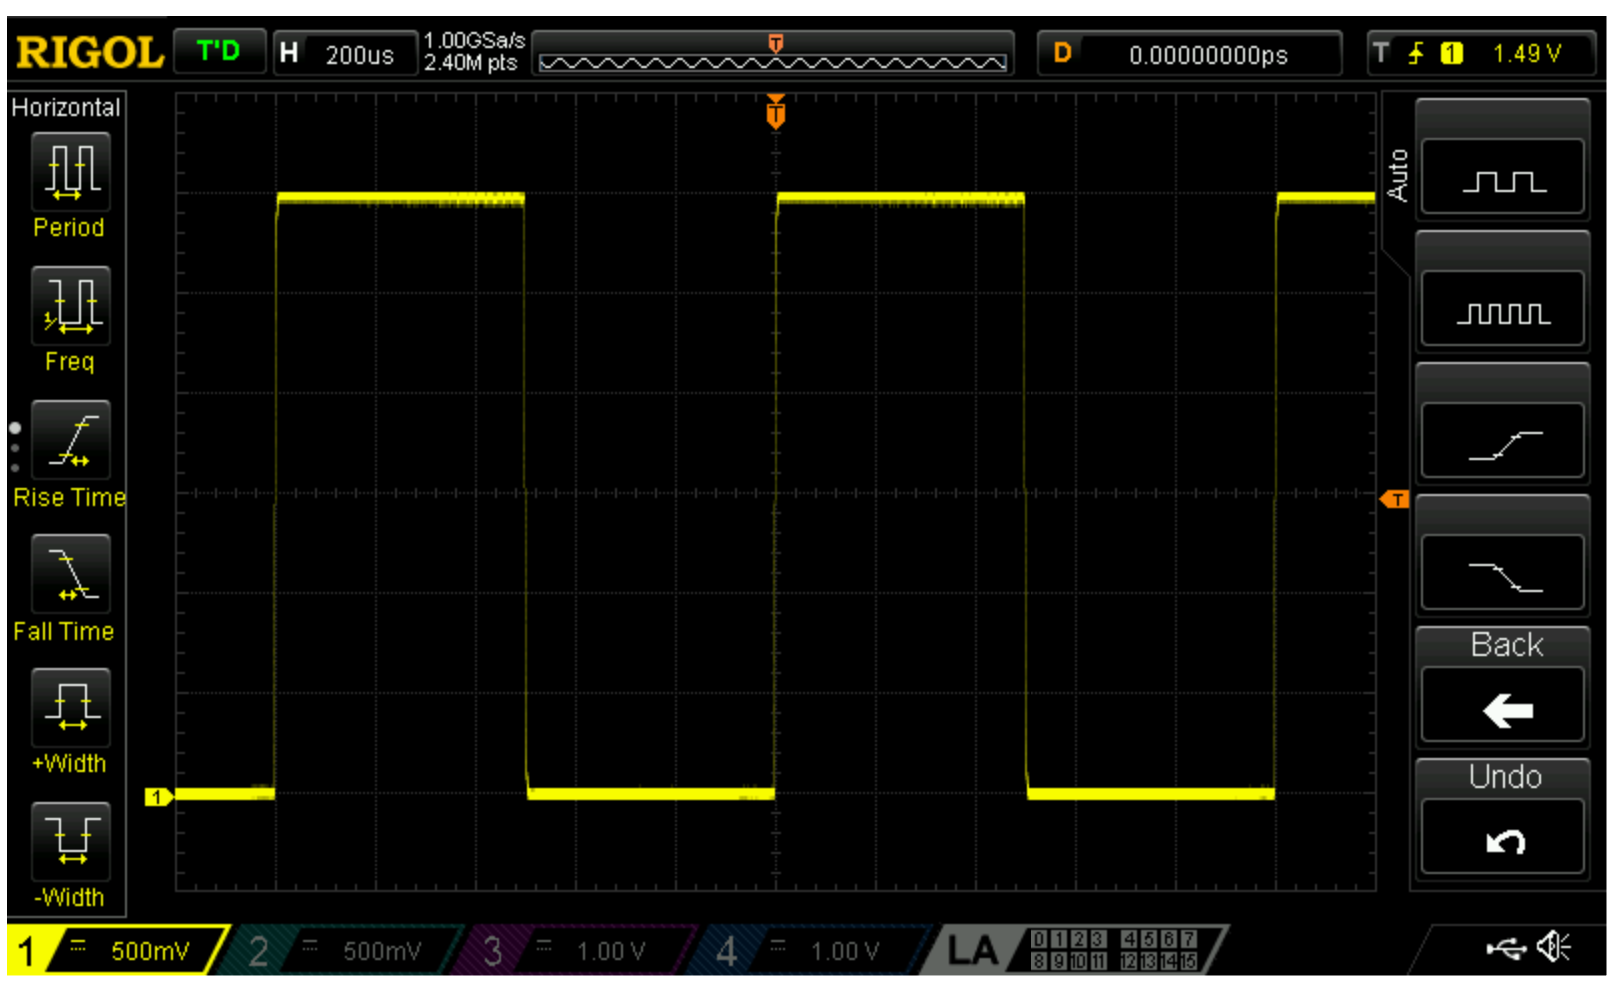 RIGOL T'D H 200us 1.00GSa/s 2.40M pts T D 0.00000000ps T 1 1.49 V
Horizontal
Period
1/
Freq
Rise Time
Fall Time
+Width
-Width
T
1
T
Auto
Back
Undo
1 500mV 2 500mV 3 1.00 V 4 1.00 V LA
0 1 2 3 4 5 6 7
8 9 10 11 12 13 14 15